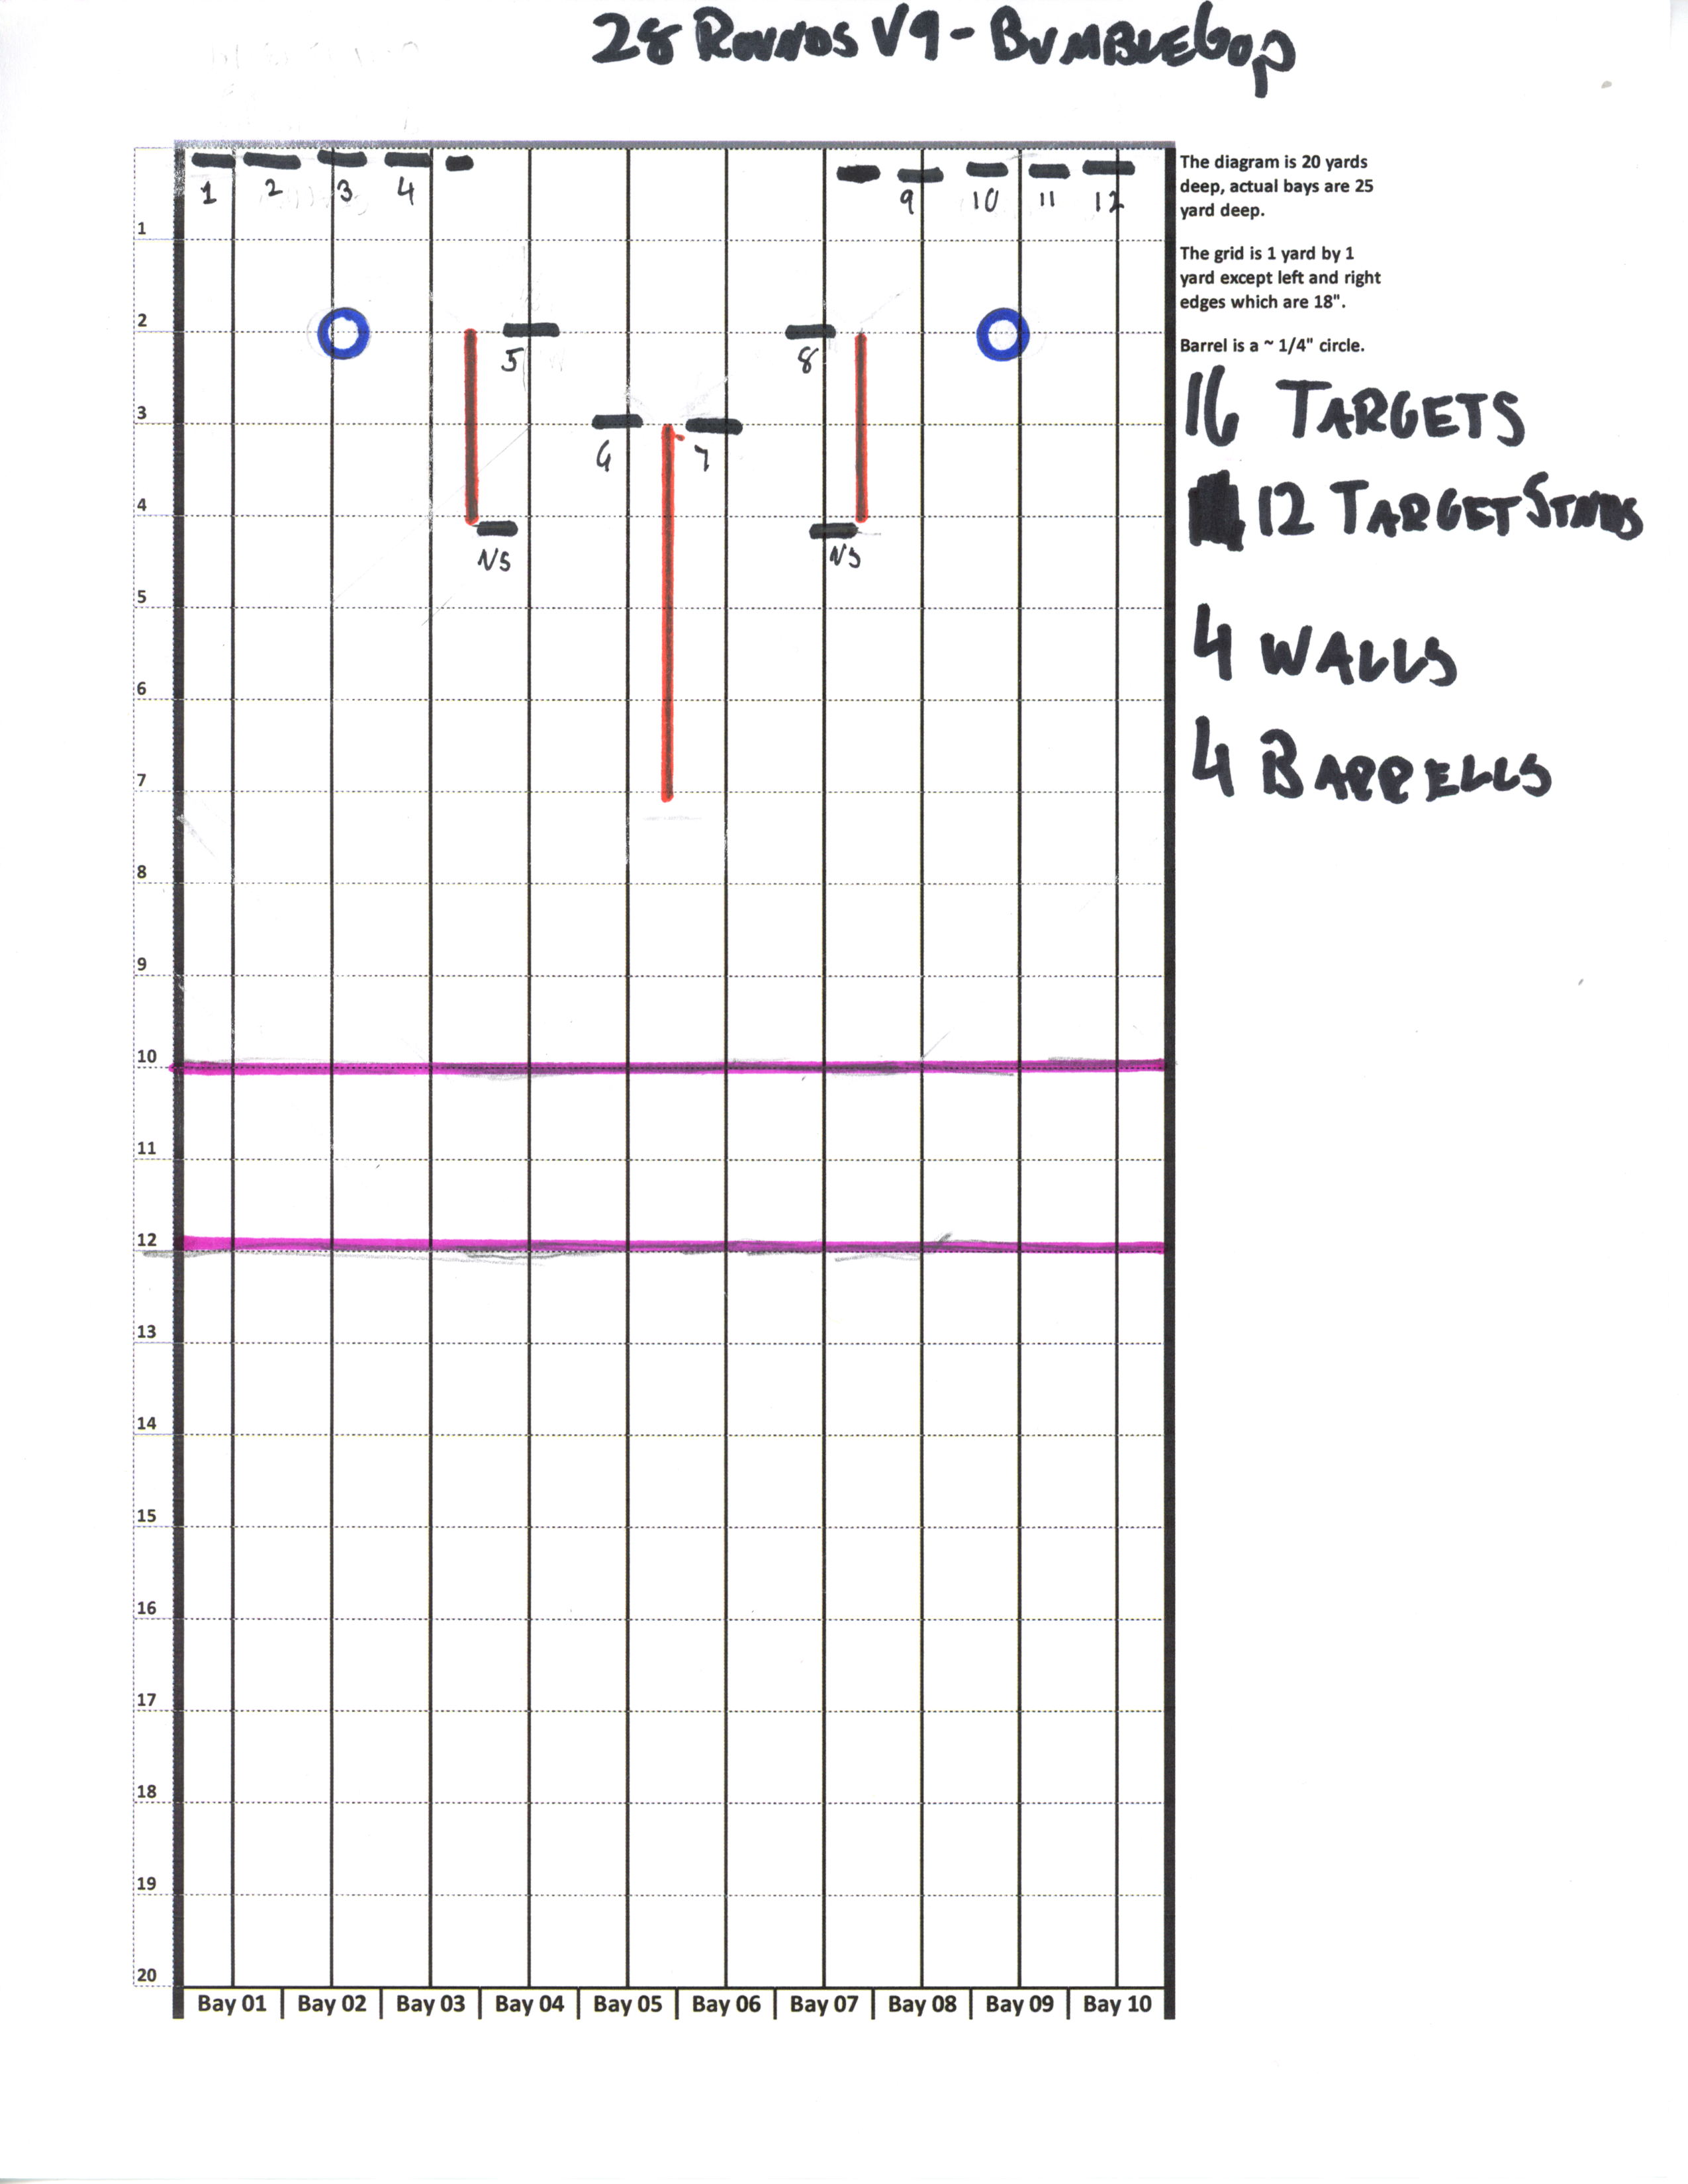 28 ROUNDS V9 - BUMBLEGOP
1 2 3 4 9 10 11 12
The diagram is 20 yards
deep, actual bays are 25
yard deep.
The grid is 1 yard by 1
yard except left and right
edges which are 18".
Barrel is a ~ 1/4" circle.
16 TARGETS
12 TARGET STNDS
4 WALLS
4 BARRELLS
1
2
5 8
3
6 7
4
NS NS
5
6
7
8
9
10
11
12
13
14
15
16
17
18
19
20
Bay 01 Bay 02 Bay 03 Bay 04 Bay 05 Bay 06 Bay 07 Bay 08 Bay 09 Bay 10